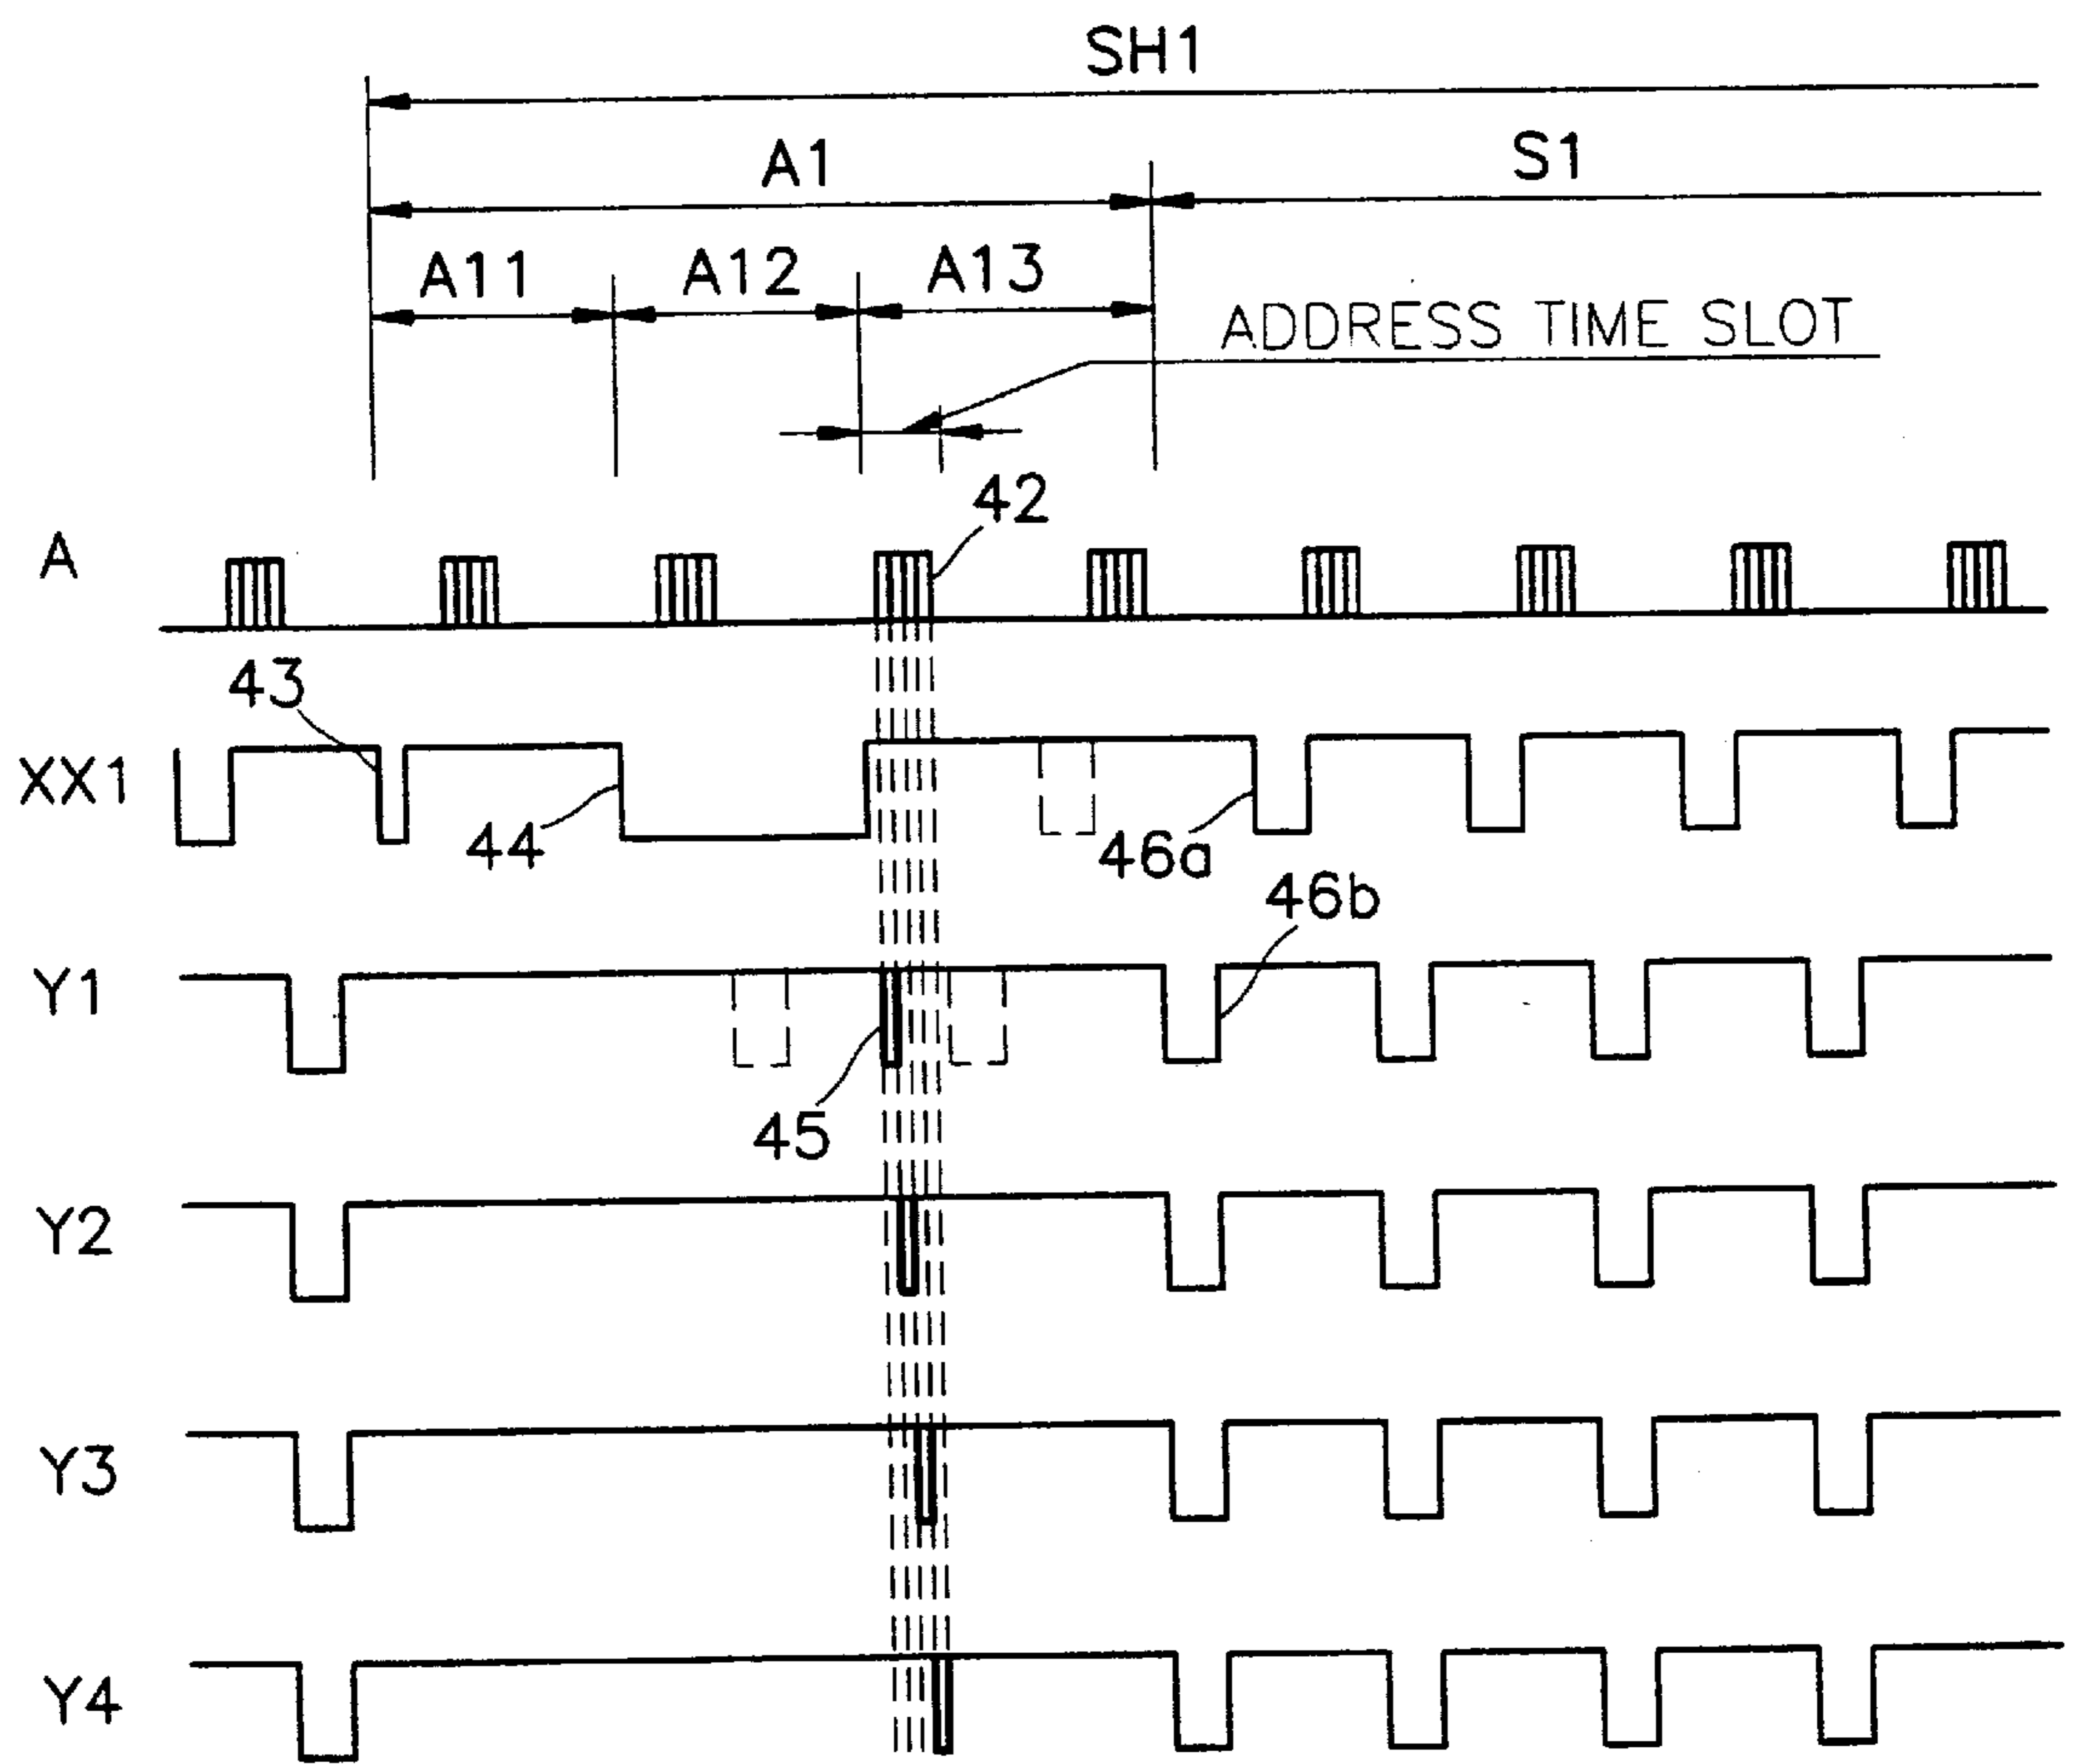 SH1
A1 S1
A11 A12 A13
ADDRESS TIME SLOT
42
A
43
XX1
44 46a
46b
Y1
45
Y2
Y3
Y4